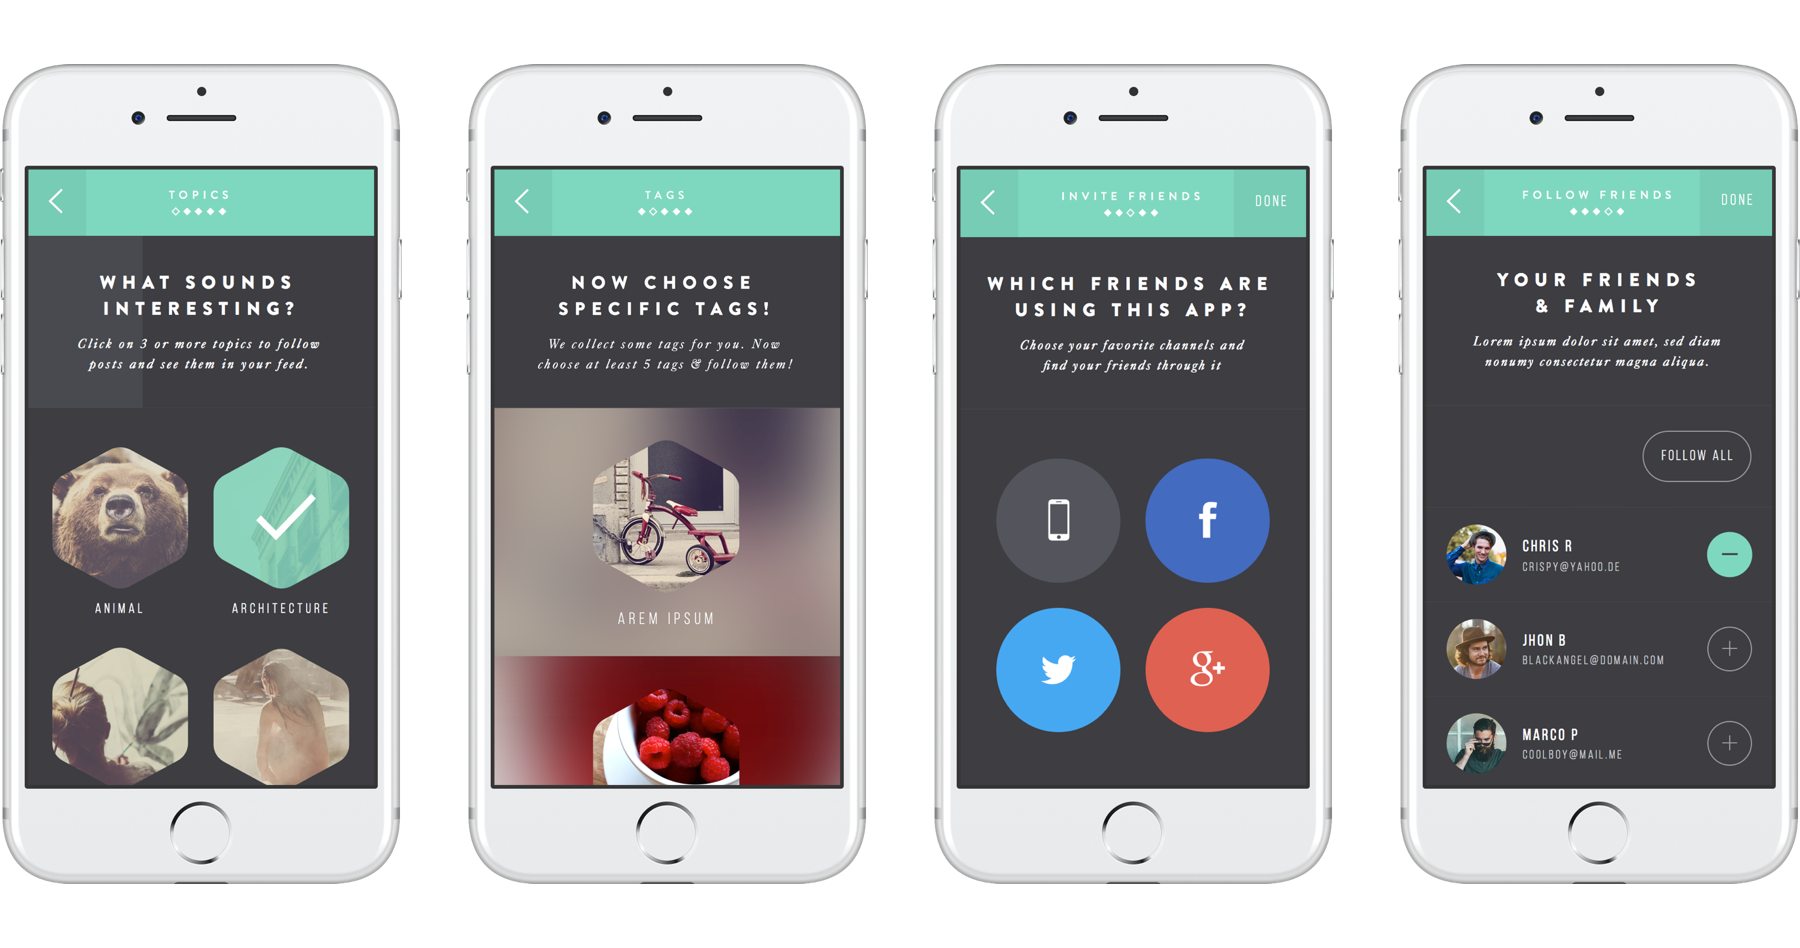 TOPICS
WHAT SOUNDS
INTERESTING?
Click on 3 or more topics to follow
posts and see them in your feed.
ANIMAL
ARCHITECTURE
TAGS
NOW CHOOSE
SPECIFIC TAGS!
We collect some tags for you. Now
choose at least 5 tags & follow them!
AREM IPSUM
INVITE FRIENDS
DONE
WHICH FRIENDS ARE
USING THIS APP?
Choose your favorite channels and
find your friends through it
f
g+
FOLLOW FRIENDS
DONE
YOUR FRIENDS
& FAMILY
Lorem ipsum dolor sit amet, sed diam
nonumy consectetur magna aliqua.
FOLLOW ALL
CHRIS R
CRISPY@YAHOO.DE
JHON B
BLACKANGEL@DOMAIN.COM
MARCO P
COOLBOY@MAIL.ME